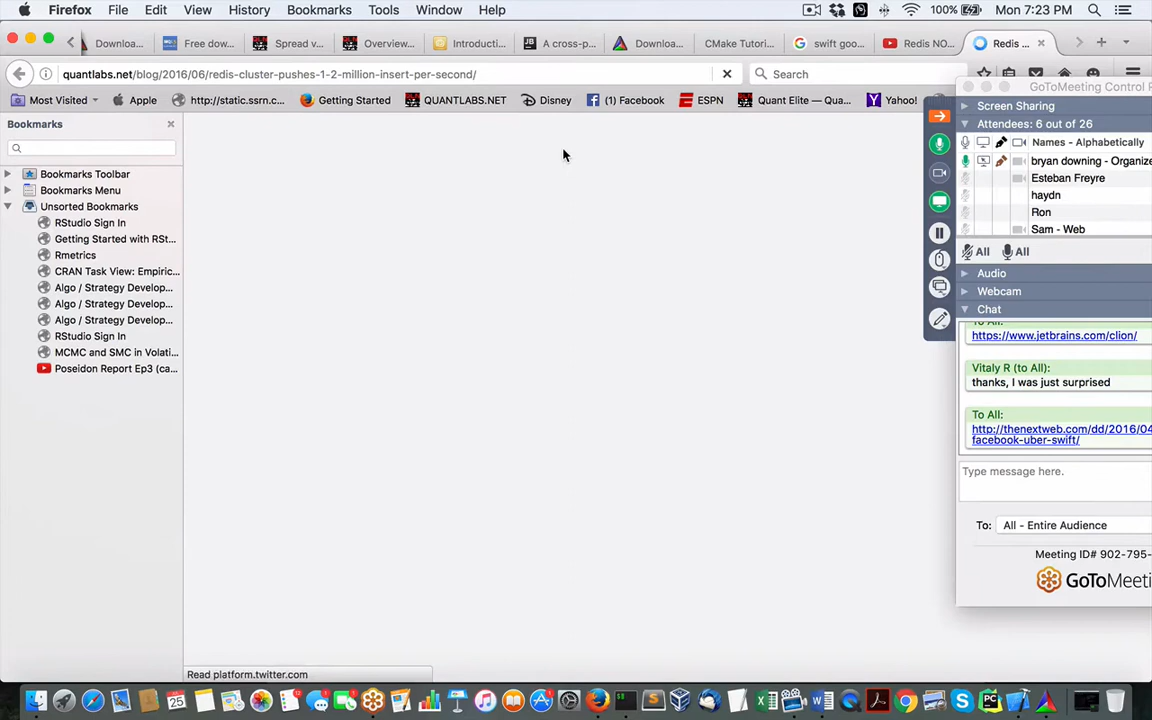 Firefox File Edit View History Bookmarks Tools Window Help 100% Mon 7:23 PM
Downloa... Free dow... Spread v... Overview... Introducti... A cross-p... Downloa... CMake Tutori... swift goo... Redis NO... Redis ...
quantlabs.net/blog/2016/06/redis-cluster-pushes-1-2-million-insert-per-second/ Search
Most Visited Apple http://static.ssrn.c... Getting Started QUANTLABS.NET Disney (3) Facebook ESPN Quant Elite — Qua... Yahoo!
Bookmarks
Bookmarks Toolbar
Bookmarks Menu
Unsorted Bookmarks
RStudio Sign In
Getting Started with RSt...
Rmetrics
CRAN Task View: Empiric...
Algo / Strategy Develop...
Algo / Strategy Develop...
Algo / Strategy Develop...
RStudio Sign In
MCMC and SMC in Volati...
Poseidon Report Ep3 (ca...
Read platform.twitter.com
GoToMeeting Control P
Screen Sharing
Attendees: 6 out of 26
Names - Alphabetically
bryan downing - Organize
Esteban Freyre
haydn
Ron
Sam - Web
All All
Audio
Webcam
Chat
To All:
https://www.jetbrains.com/clion/
Vitaly R (to All):
thanks, I was just surprised
To All:
http://thenextweb.com/dd/2016/04
facebook-uber-swift/
Type message here.
To: All - Entire Audience
Meeting ID# 902-795-
GoToMeeti